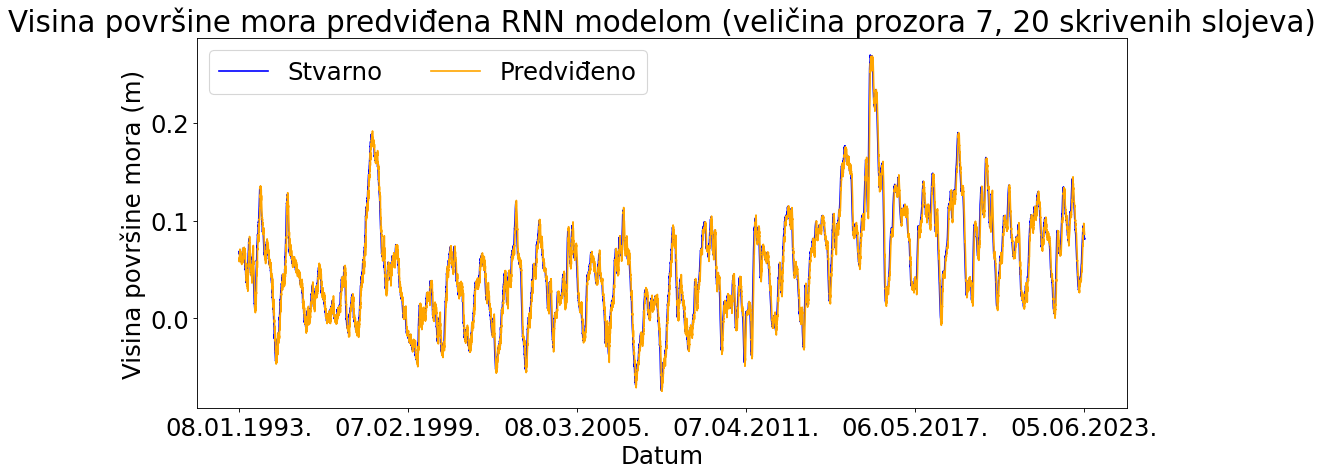 Visina površine mora predviđena RNN modelom (veličina prozora 7, 20 skrivenih slojeva)
Stvarno
Predviđeno
Visina površine mora (m)
0.2
0.1
0.0
08.01.1993.
07.02.1999.
08.03.2005.
07.04.2011.
06.05.2017.
05.06.2023.
Datum